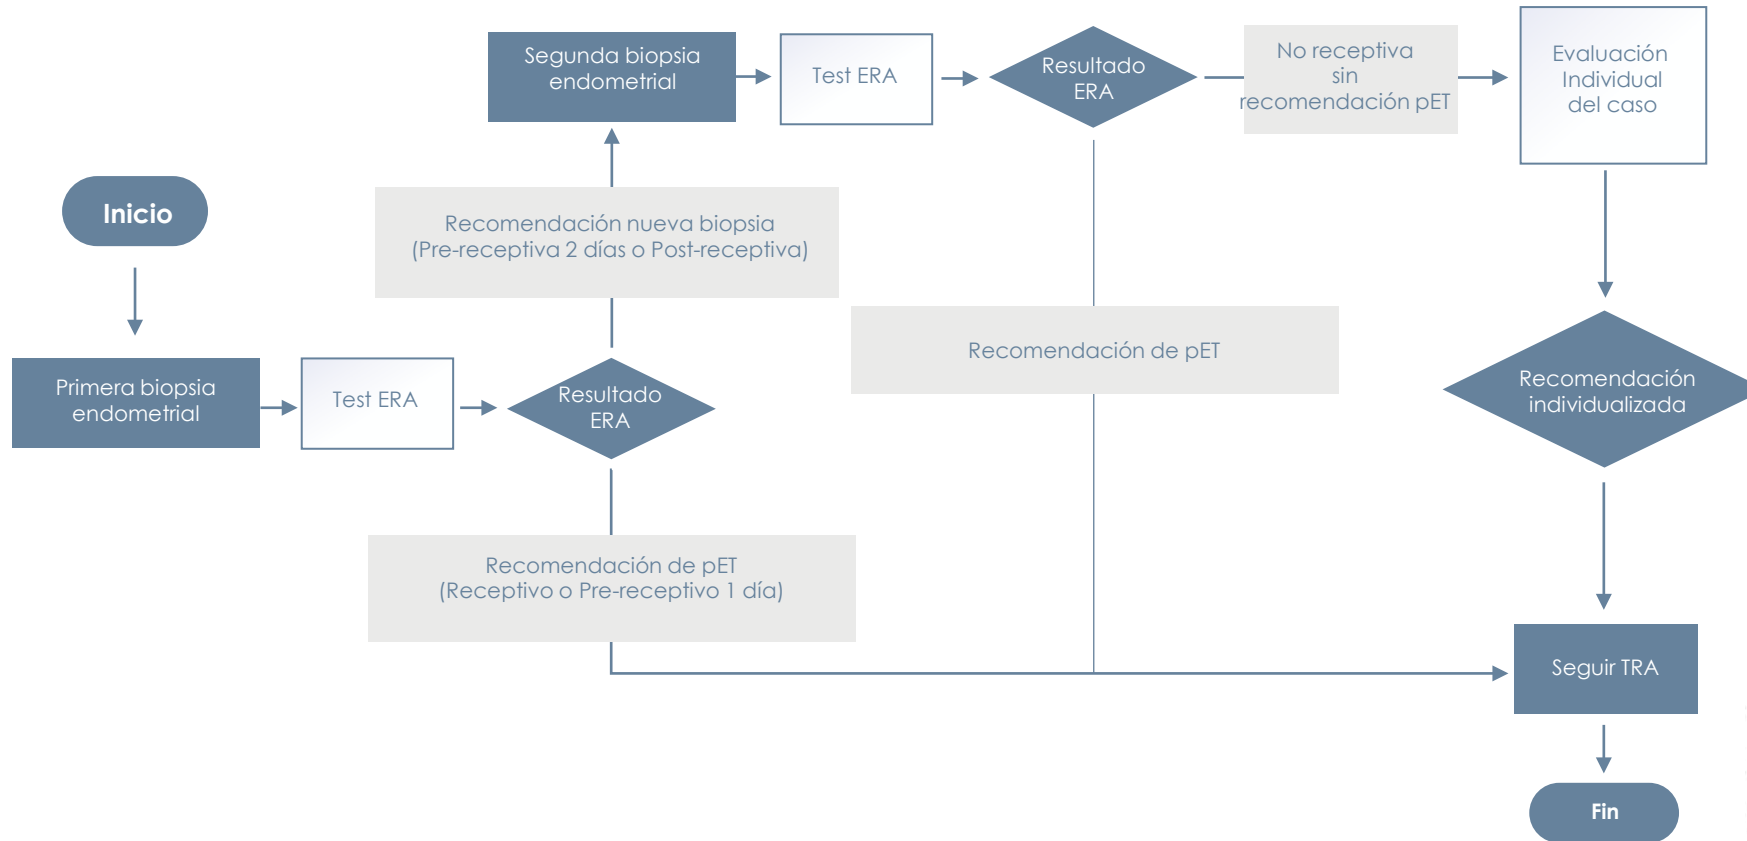 Inicio
Primera biopsia
endometrial
Test ERA
Resultado
ERA
Recomendación nueva biopsia
(Pre-receptiva 2 días o Post-receptiva)
Segunda biopsia
endometrial
Test ERA
Resultado
ERA
No receptiva
sin
recomendación pET
Evaluación
Individual
del caso
Recomendación de pET
Recomendación
individualizada
Recomendación de pET
(Receptivo o Pre-receptivo 1 día)
Seguir TRA
Fin